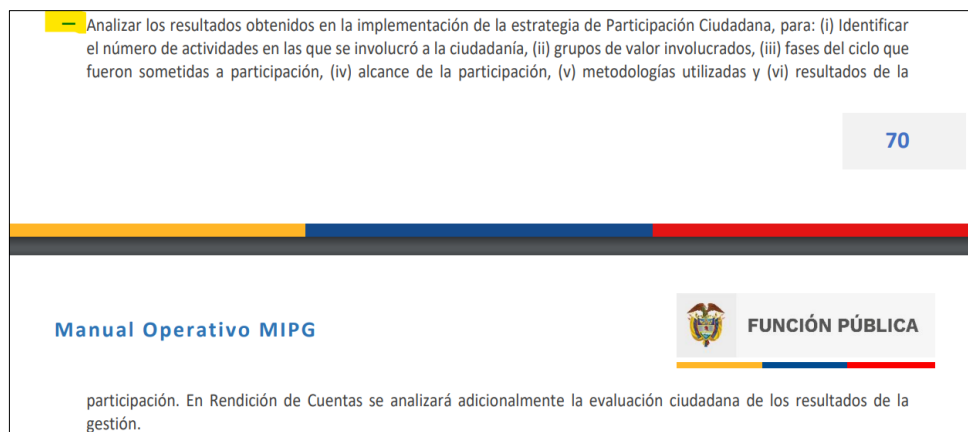 – Analizar los resultados obtenidos en la implementación de la estrategia de Participación Ciudadana, para: (i) Identificar
el número de actividades en las que se involucró a la ciudadanía, (ii) grupos de valor involucrados, (iii) fases del ciclo que
fueron sometidas a participación, (iv) alcance de la participación, (v) metodologías utilizadas y (vi) resultados de la
70
Manual Operativo MIPG
FUNCIÓN PÚBLICA
participación. En Rendición de Cuentas se analizará adicionalmente la evaluación ciudadana de los resultados de la
gestión.